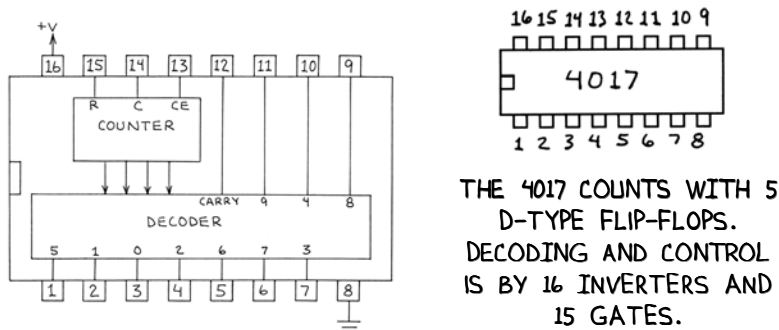 +V
16 15 14 13 12 11 10 9
R C CE
COUNTER
CARRY 9 4 8
DECODER
5 1 0 2 6 7 3
1 2 3 4 5 6 7 8
16 15 14 13 12 11 10 9
4017
1 2 3 4 5 6 7 8
THE 4017 COUNTS WITH 5
D-TYPE FLIP-FLOPS.
DECODING AND CONTROL
IS BY 16 INVERTERS AND
15 GATES.